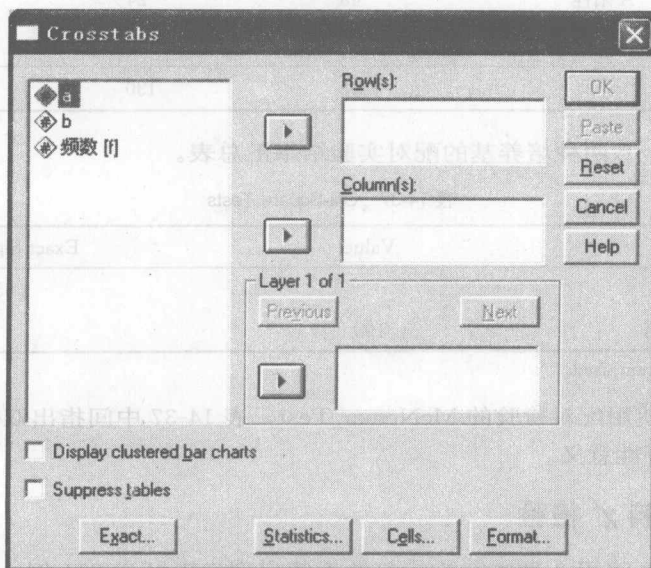 Crosstabs
a
b
频数 [f]
Row(s):
Column(s):
Layer 1 of 1
Previous
Next
OK
Paste
Reset
Cancel
Help
Display clustered bar charts
Suppress tables
Exact...
Statistics...
Cells...
Format...